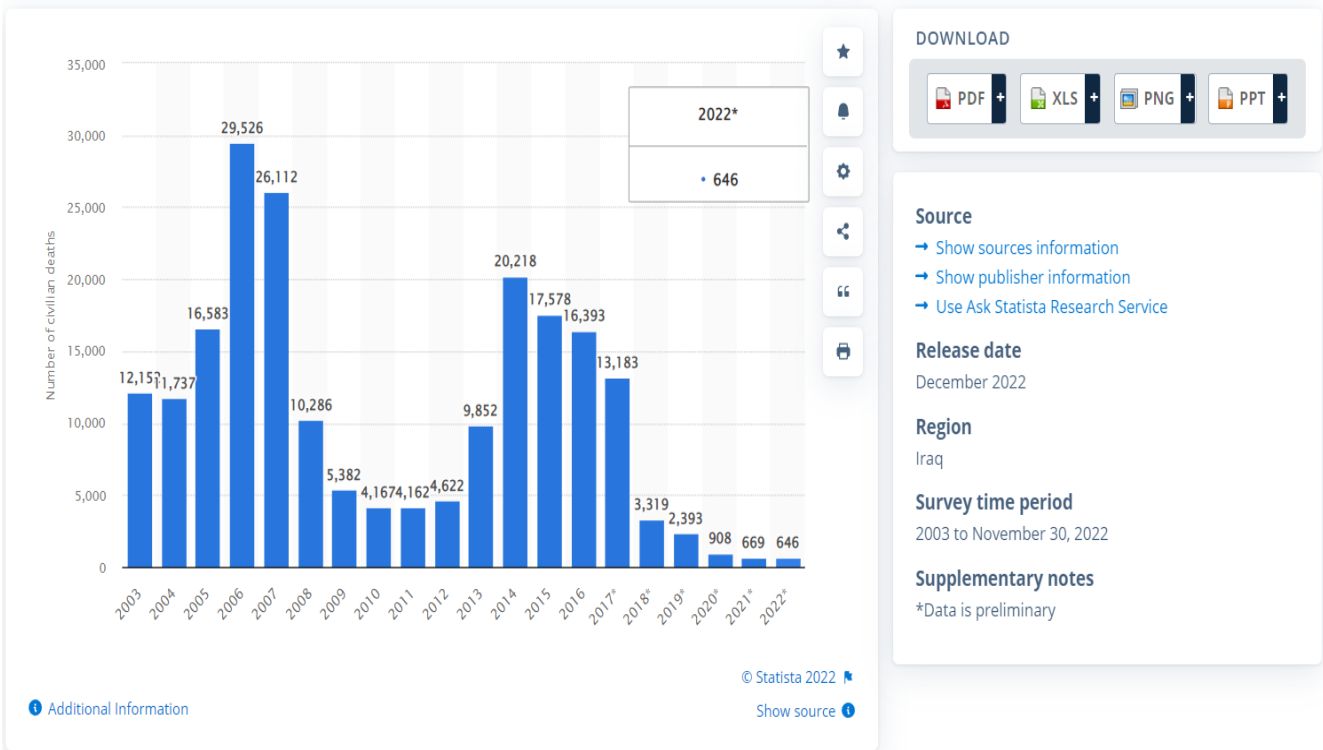 35,000
30,000
25,000
20,000
15,000
10,000
5,000
0
Number of civilian deaths
29,526
26,112
20,218
17,578
16,583
16,393
13,183
11,737
10,286
9,852
5,382
4,167
4,162
4,622
3,319
2,393
908
669
646
2003
2004
2005
2006
2007
2008
2009
2010
2011
2012
2013
2014
2015
2016
2017*
2018*
2019*
2020*
2021*
2022*
2022*
646
© Statista 2022
Additional Information
Show source
DOWNLOAD
PDF +
XLS +
PNG +
PPT +
Source
Show sources information
Show publisher information
Use Ask Statista Research Service
Release date
December 2022
Region
Iraq
Survey time period
2003 to November 30, 2022
Supplementary notes
*Data is preliminary